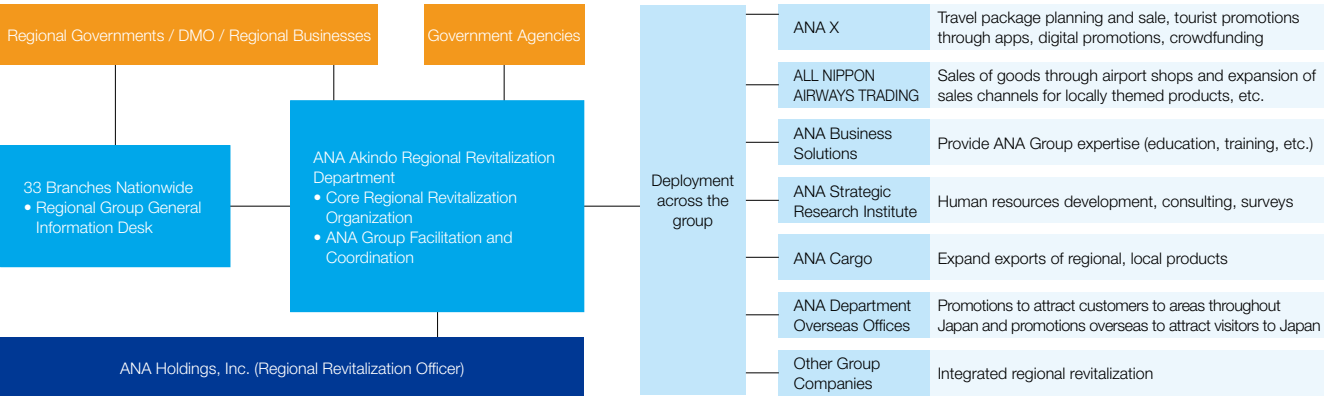 Regional Governments / DMO / Regional Businesses
Government Agencies
33 Branches Nationwide
• Regional Group General
Information Desk
ANA Akindo Regional Revitalization
Department
• Core Regional Revitalization
Organization
• ANA Group Facilitation and
Coordination
ANA Holdings, Inc. (Regional Revitalization Officer)
Deployment
across the
group
ANA X
Travel package planning and sale, tourist promotions
through apps, digital promotions, crowdfunding
ALL NIPPON
AIRWAYS TRADING
Sales of goods through airport shops and expansion of
sales channels for locally themed products, etc.
ANA Business
Solutions
Provide ANA Group expertise (education, training, etc.)
ANA Strategic
Research Institute
Human resources development, consulting, surveys
ANA Cargo
Expand exports of regional, local products
ANA Department
Overseas Offices
Promotions to attract customers to areas throughout
Japan and promotions overseas to attract visitors to Japan
Other Group
Companies
Integrated regional revitalization